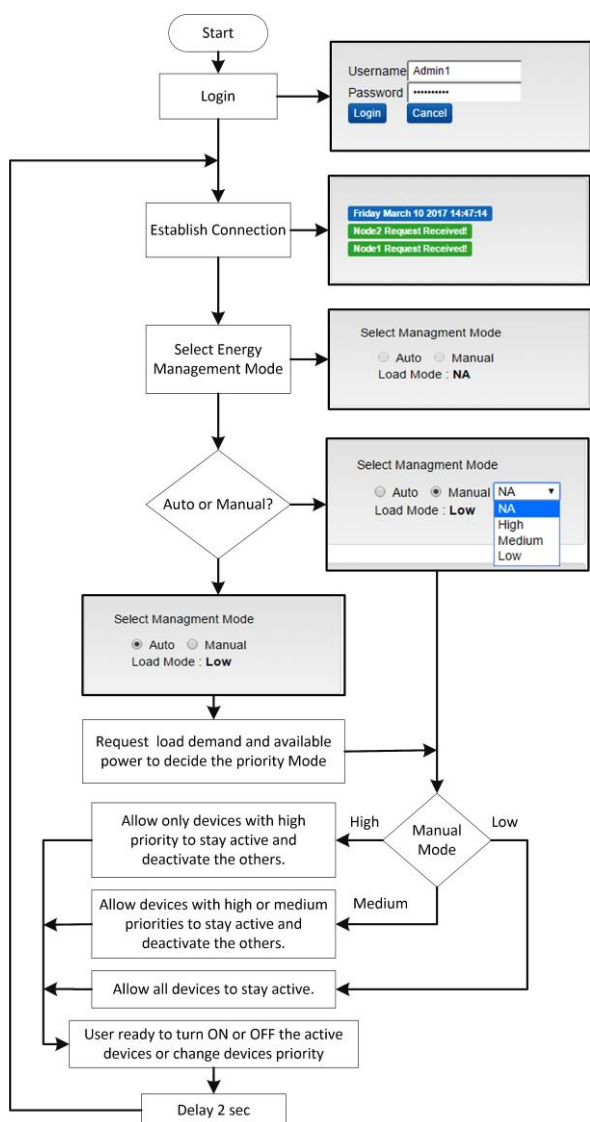 Start
Login
Username Admin1
Password ••••••••••
Login Cancel
Establish Connection
Friday March 10 2017 14:47:14
Node2 Request Received!
Node1 Request Received!
Select Energy
Management Mode
Select Managment Mode
Auto Manual
Load Mode : NA
Auto or Manual?
Select Managment Mode
Auto Manual NA
Load Mode : Low
NA
High
Medium
Low
Select Managment Mode
Auto Manual
Load Mode : Low
Request load demand and available
power to decide the priority Mode
Manual
Mode
High
Low
Medium
Allow only devices with high
priority to stay active and
deactivate the others.
Allow devices with high or medium
priorities to stay active and
deactivate the others.
Allow all devices to stay active.
User ready to turn ON or OFF the active
devices or change devices priority
Delay 2 sec